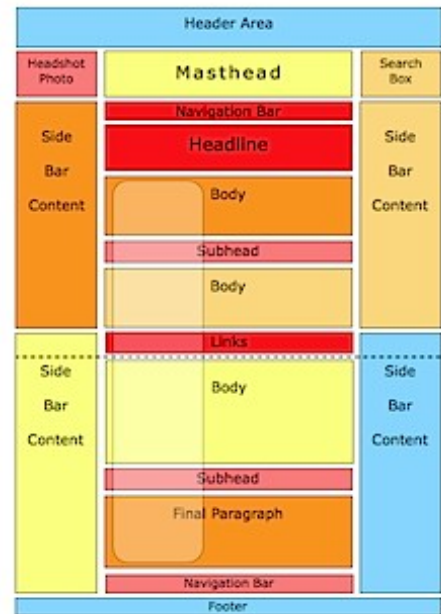 Header Area
Headshot
Photo
Masthead
Search
Box
Navigation Bar
Headline
Side
Bar
Content
Body
Subhead
Body
Side
Bar
Content
Links
Side
Bar
Content
Body
Subhead
Final Paragraph
Side
Bar
Content
Navigation Bar
Footer